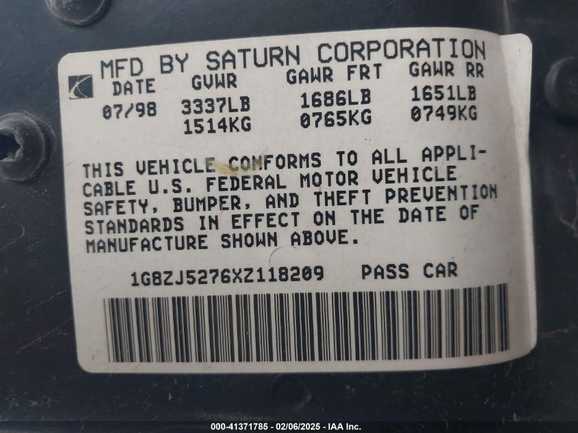 MFD BY SATURN CORPORATION
DATE GVWR GAWR FRT GAWR RR
07/98 3337LB 1686LB 1651LB
1514KG 0765KG 0749KG
THIS VEHICLE CONFORMS TO ALL APPLI-
CABLE U.S. FEDERAL MOTOR VEHICLE
SAFETY, BUMPER, AND THEFT PREVENTION
STANDARDS IN EFFECT ON THE DATE OF
MANUFACTURE SHOWN ABOVE.
1G8ZJ5276XZ118209 PASS CAR
000-41371785 - 02/06/2025 - IAA Inc.